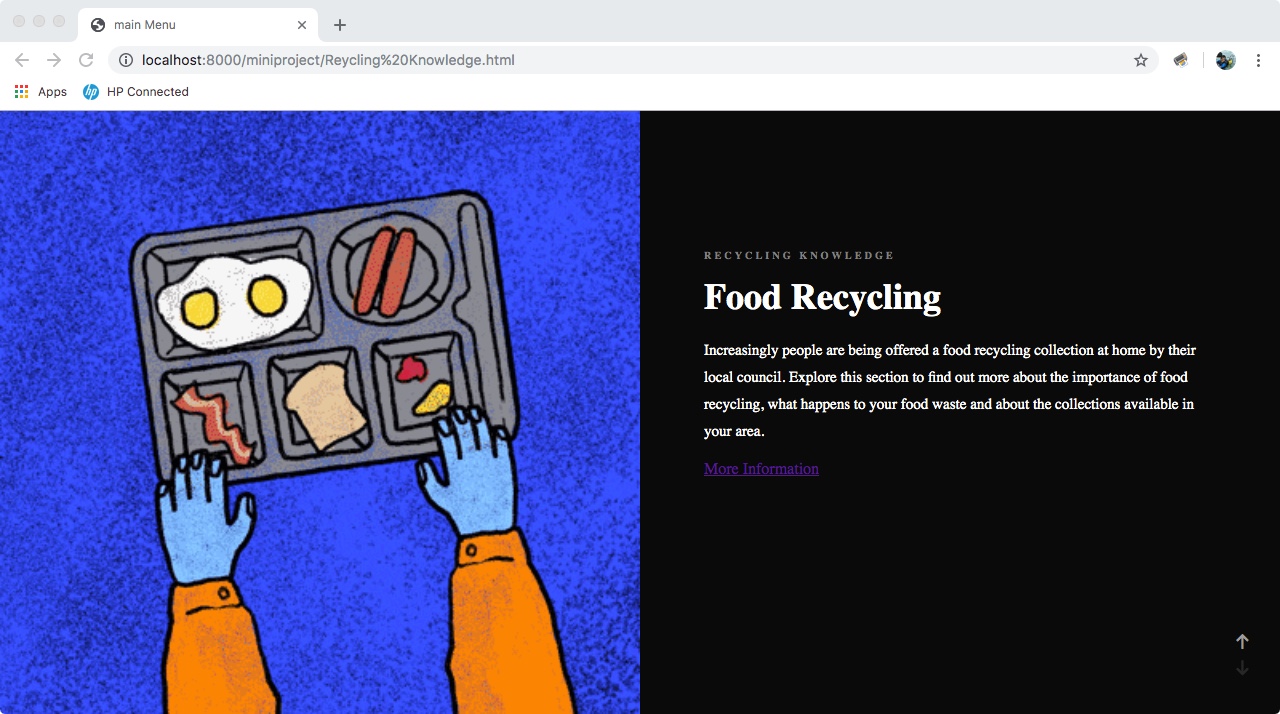 main Menu
localhost:8000/miniproject/Reycling%20Knowledge.html
Apps
hp
HP Connected
RECYCLING KNOWLEDGE
Food Recycling
Increasingly people are being offered a food recycling collection at home by their
local council. Explore this section to find out more about the importance of food
recycling, what happens to your food waste and about the collections available in
your area.
More Information